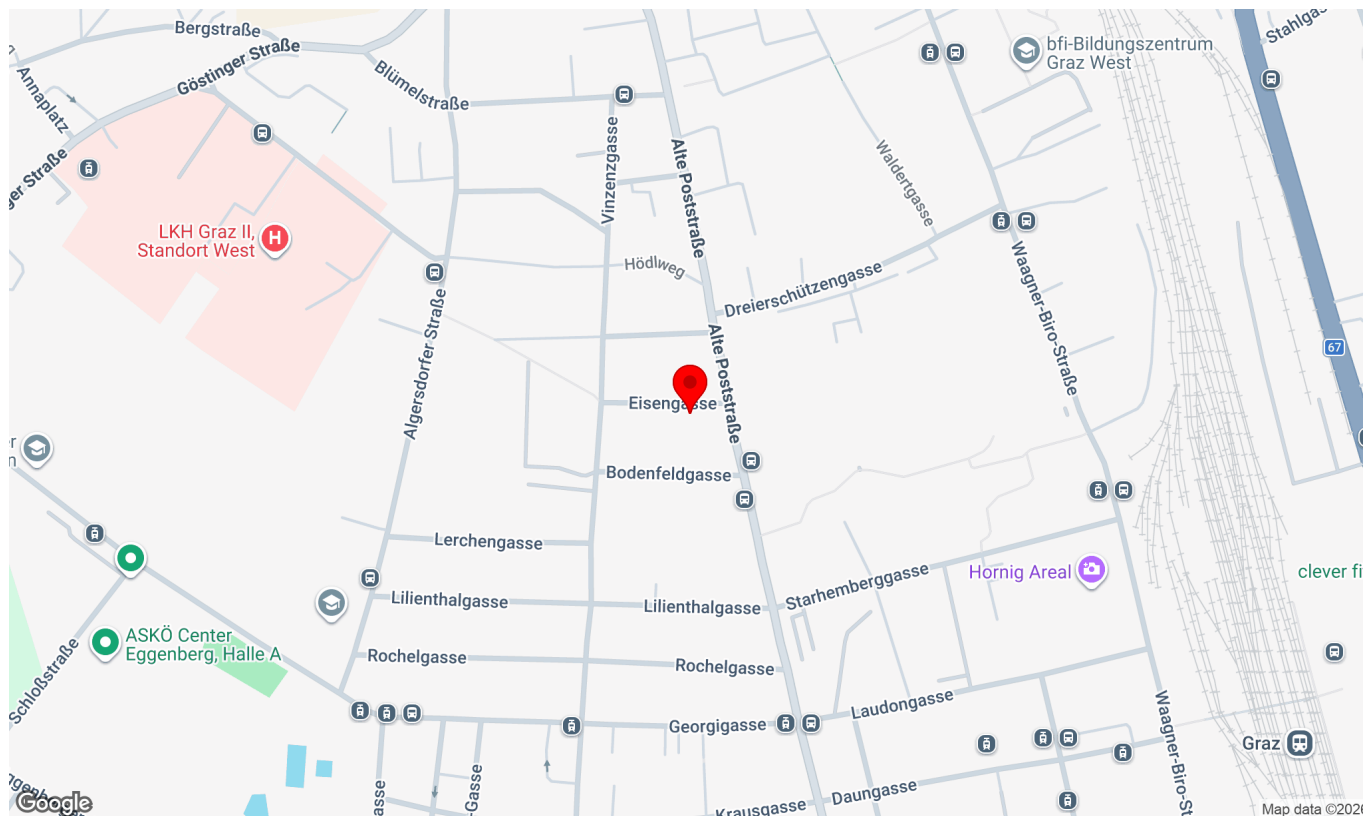 Bergstraße
Göstinger Straße
Stahlga
bfi-Bildungszentrum
Graz West
Annaplatz
Blümelstraße
ger Straße
Vinzenzgasse
Alte Poststraße
Waldertgasse
LKH Graz II,
Standort West
H
Hödlweg
Waagner-Biro-Straße
Dreierschützengasse
Algersdorfer Straße
Alte Poststraße
67
Eisengasse
r
n
Bodenfeldgasse
Lerchengasse
Hornig Areal
clever fi
Starhemberggasse
Lilienthalgasse
Lilienthalgasse
ASKÖ Center
Eggenberg, Halle A
Rochelgasse
Rochelgasse
Schloßstraße
Laudongasse
Georgigasse
Waagner-Biro-St
Graz
ggenberge
gasse
-Gasse
Daungasse
Krausgasse
Google
Map data ©2026